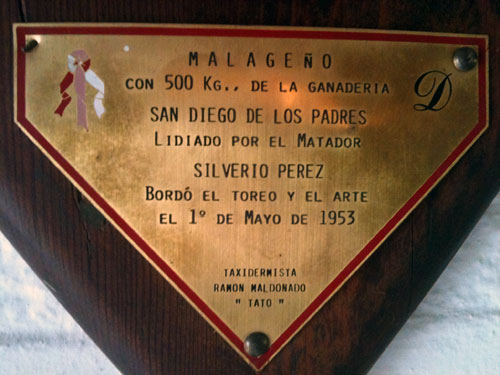 MALAGEÑO
CON 500 KG., DE LA GANADERIA
SAN DIEGO DE LOS PADRES
LIDIADO POR EL MATADOR
SILVERIO PEREZ
BORDÓ EL TOREO Y EL ARTE
EL 1º DE MAYO DE 1953
TAXIDERMISTA
RAMON MALDONADO
" TATO "
D